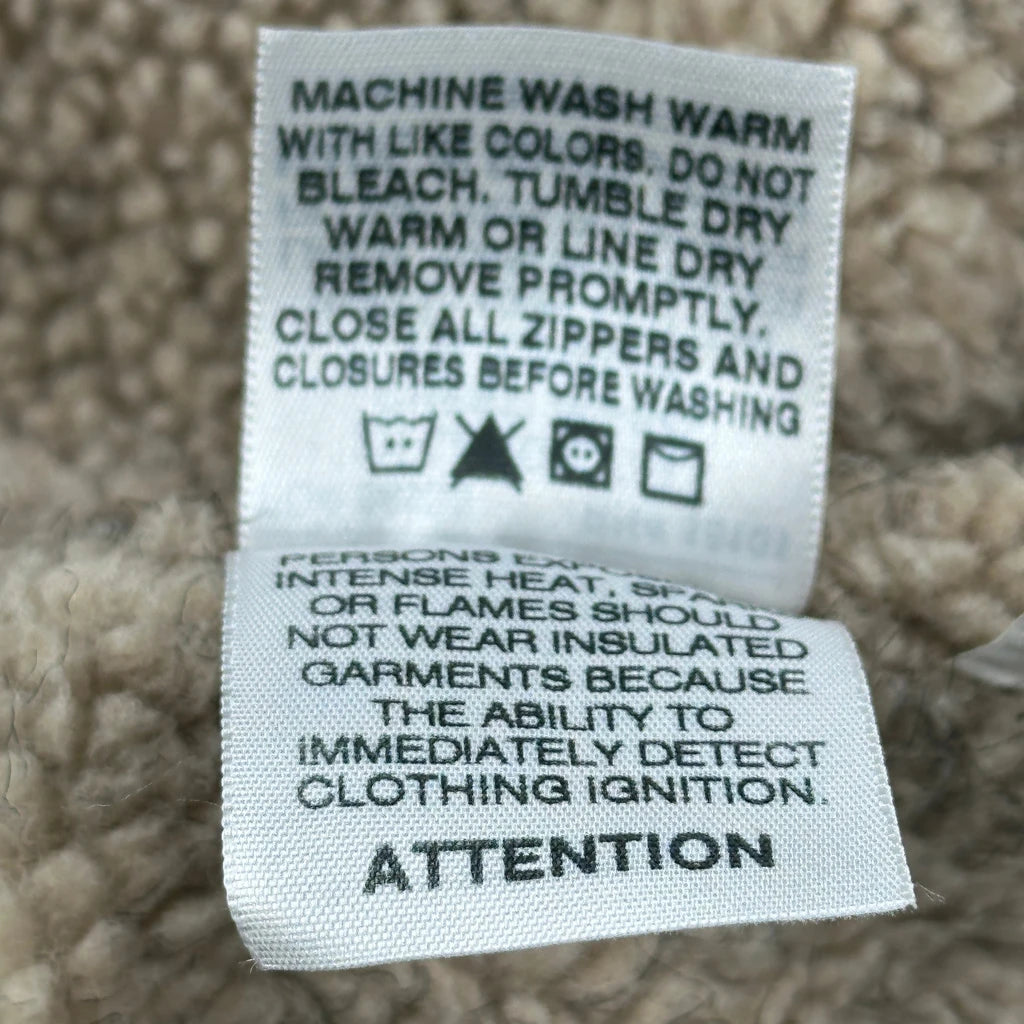 MACHINE WASH WARM
WITH LIKE COLORS. DO NOT
BLEACH. TUMBLE DRY
WARM OR LINE DRY
REMOVE PROMPTLY.
CLOSE ALL ZIPPERS AND
CLOSURES BEFORE WASHING
PERSONS
INTENSE HEAT,
OR FLAMES SHOULD
NOT WEAR INSULATED
GARMENTS BECAUSE
THE ABILITY TO
IMMEDIATELY DETECT
CLOTHING IGNITION.
ATTENTION